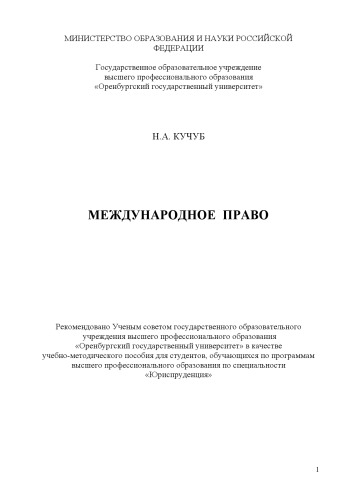 МИНИСТЕРСТВО ОБРАЗОВАНИЯ И НАУКИ РОССИЙСКОЙ
ФЕДЕРАЦИИ
Государственное образовательное учреждение
высшего профессионального образования
«Оренбургский государственный университет»
Н.А. КУЧУБ
МЕЖДУНАРОДНОЕ ПРАВО
Рекомендовано Ученым советом государственного образовательного
учреждения высшего профессионального образования
«Оренбургский государственный университет» в качестве
учебно-методического пособия для студентов, обучающихся по программам
высшего профессионального образования по специальности
«Юриспруденция»
1